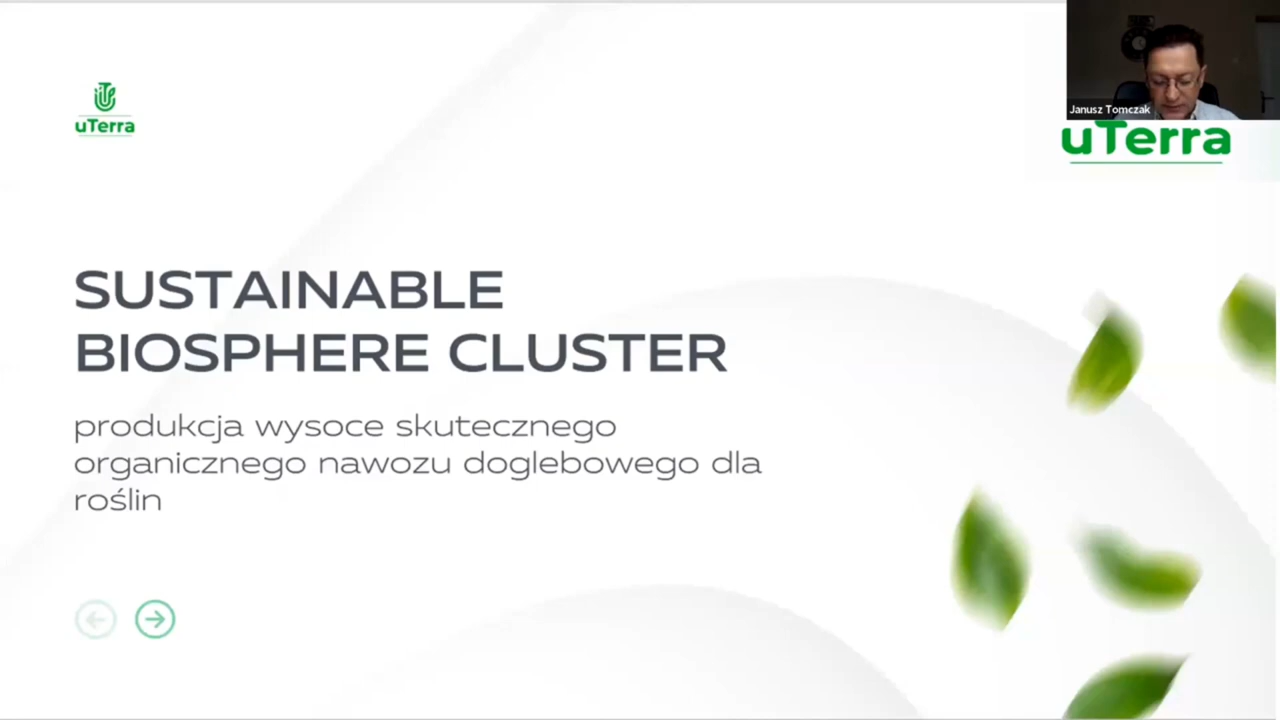 uTerra
Janusz Tomczak
uTerra
SUSTAINABLE
BIOSPHERE CLUSTER
produkcja wysoce skutecznego
organicznego nawozu doglebowego dla
roślin